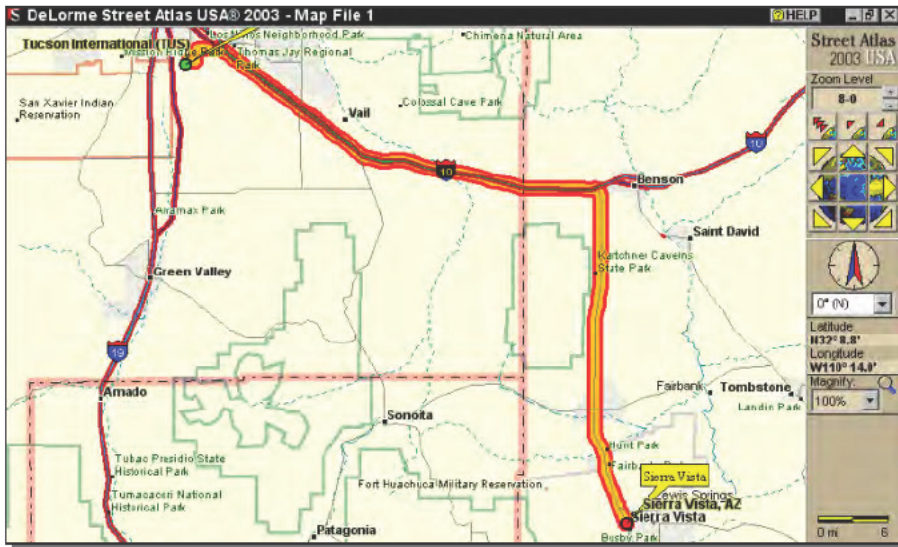 DeLorme Street Atlas USA® 2003 - Map File 1
HELP
Tucson International (TUS)
Neighborhood Park
Chimena Natural Area
Thomas Jay Regional
Park
San Xavier Indian
Reservation
Vail
Colossal Cave Park
10
10
Benson
Saint David
Kartchner Caverns
State Park
Green Valley
19
Amado
Sonoita
Fairbank
Tombstone
Landin Park
Tubac Presidio State
Historical Park
Tumacacori National
Historical Park
Fort Huachuca Military Reservation
Hunt Park
Sierra Vista
Lewis Springs
Sierra Vista, AZ
Sierra Vista
Busby Park
Patagonia
Street Atlas
2003 USA
Zoom Level
8-0
0° (N)
Latitude
N32° 8.8'
Longitude
W110° 14.0'
Magnify:
100%
0 mi 6